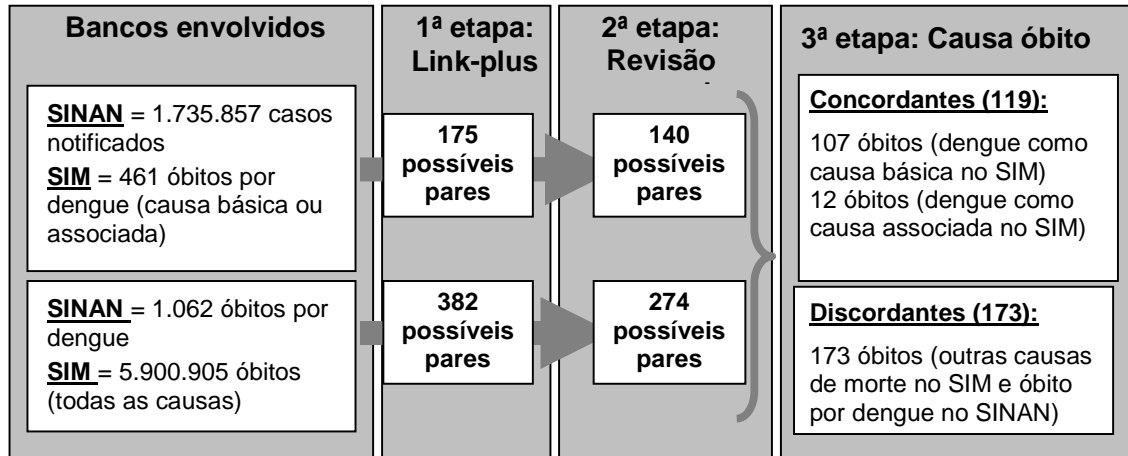 Bancos envolvidos
SINAN = 1.735.857 casos
notificados
SIM = 461 óbitos por
dengue (causa básica ou
associada)
SINAN = 1.062 óbitos por
dengue
SIM = 5.900.905 óbitos
(todas as causas)
1ª etapa:
Link-plus
175
possíveis
pares
382
possíveis
pares
2ª etapa:
Revisão
140
possíveis
pares
274
possíveis
pares
3ª etapa: Causa óbito
Concordantes (119):
107 óbitos (dengue como
causa básica no SIM)
12 óbitos (dengue como
causa associada no SIM)
Discordantes (173):
173 óbitos (outras causas
de morte no SIM e óbito
por dengue no SINAN)